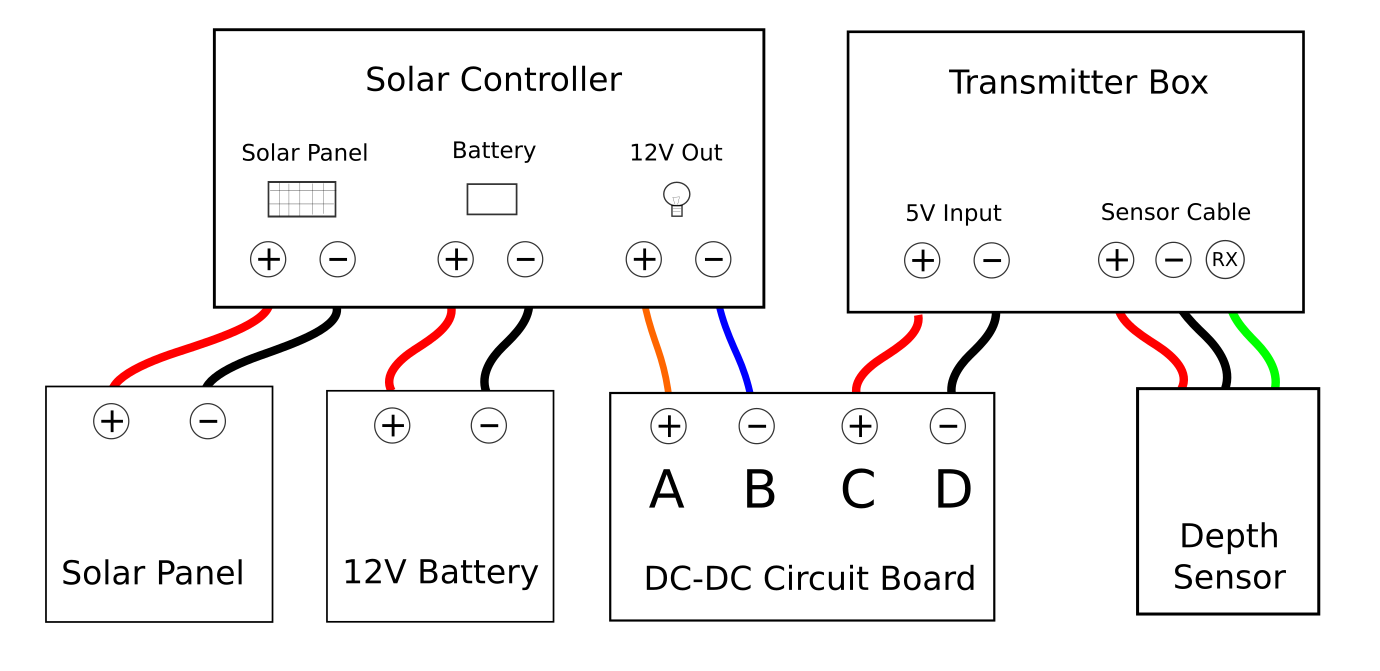 Solar Controller
Solar Panel
Battery
12V Out
+ − + − + −
Transmitter Box
5V Input
Sensor Cable
+ − + − RX
+ −
Solar Panel
+ −
12V Battery
+ − + −
A B C D
DC-DC Circuit Board
Depth
Sensor